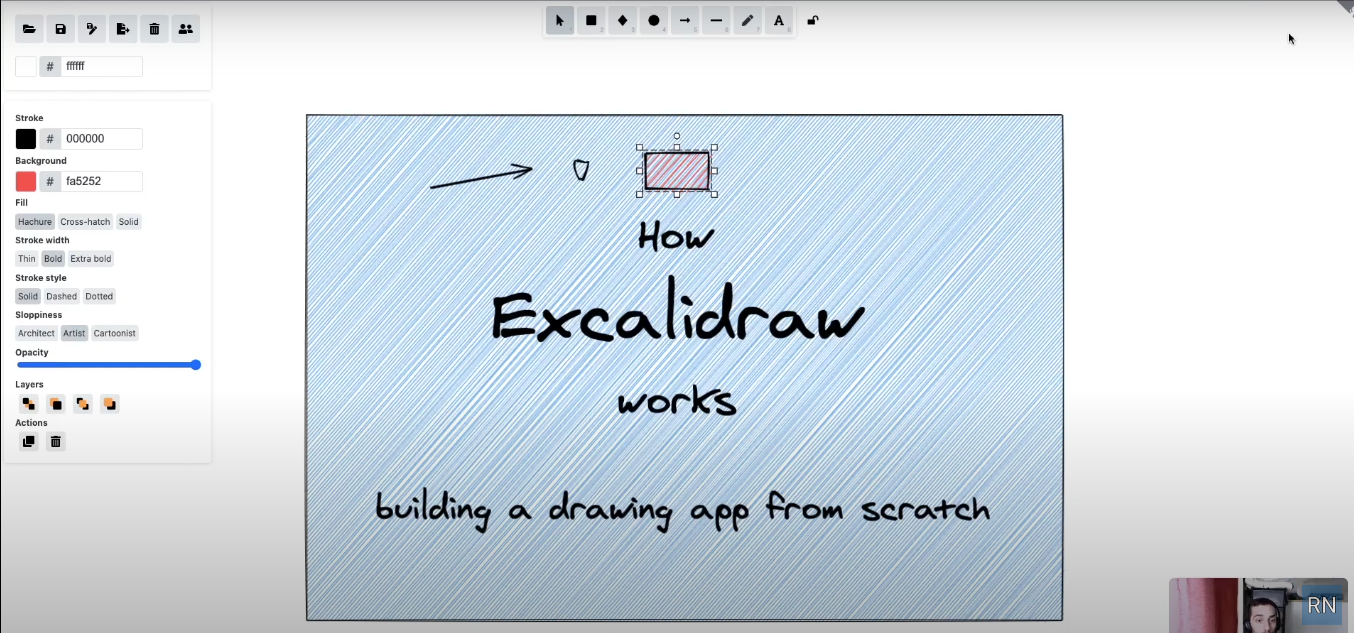 # ffffff
Stroke
# 000000
Background
# fa5252
Fill
Hachure Cross-hatch Solid
Stroke width
Thin Bold Extra bold
Stroke style
Solid Dashed Dotted
Sloppiness
Architect Artist Cartoonist
Opacity
Layers
Actions
A
How
Excalidraw
works
building a drawing app from scratch
RN